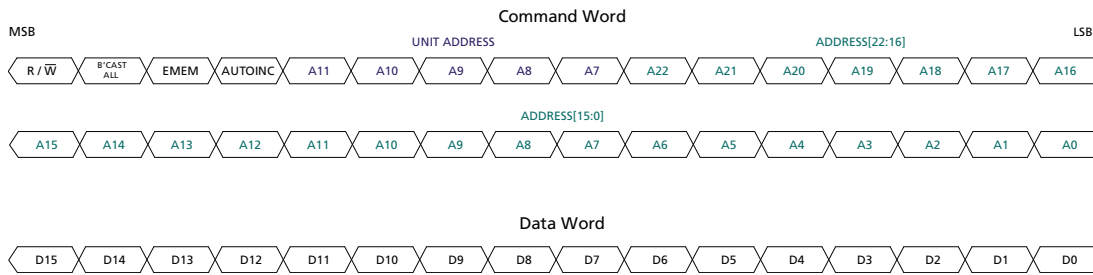 Command Word
MSB LSB
UNIT ADDRESS ADDRESS[22:16]
R / W̅ B'CAST ALL EMEM AUTOINC A11 A10 A9 A8 A7 A22 A21 A20 A19 A18 A17 A16
ADDRESS[15:0]
A15 A14 A13 A12 A11 A10 A9 A8 A7 A6 A5 A4 A3 A2 A1 A0
Data Word
D15 D14 D13 D12 D11 D10 D9 D8 D7 D6 D5 D4 D3 D2 D1 D0